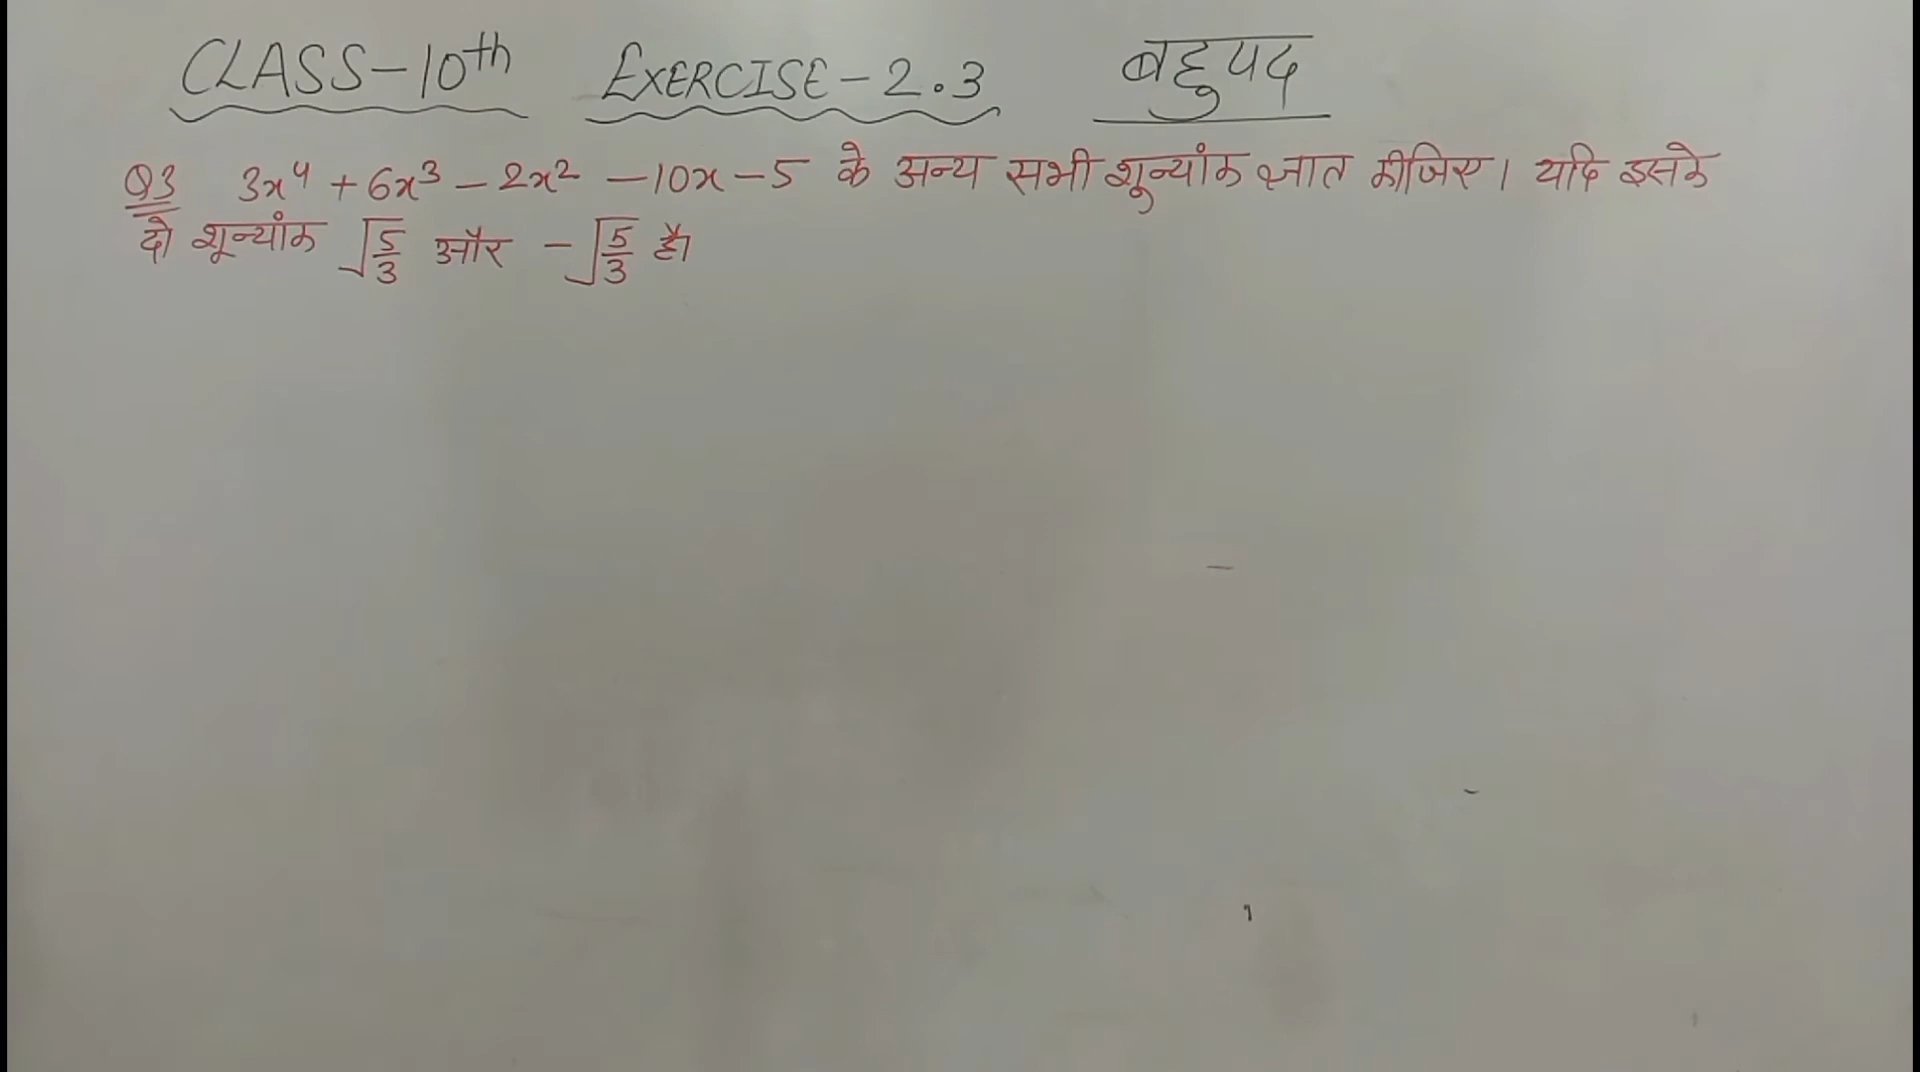 CLASS-10th EXERCISE-2.3 बहुपद
Q3 3x⁴ + 6x³ - 2x² - 10x - 5 के अन्य सभी शून्यांक ज्ञात कीजिए। यदि इसके
दो शून्यांक √5/3 और -√5/3 है।